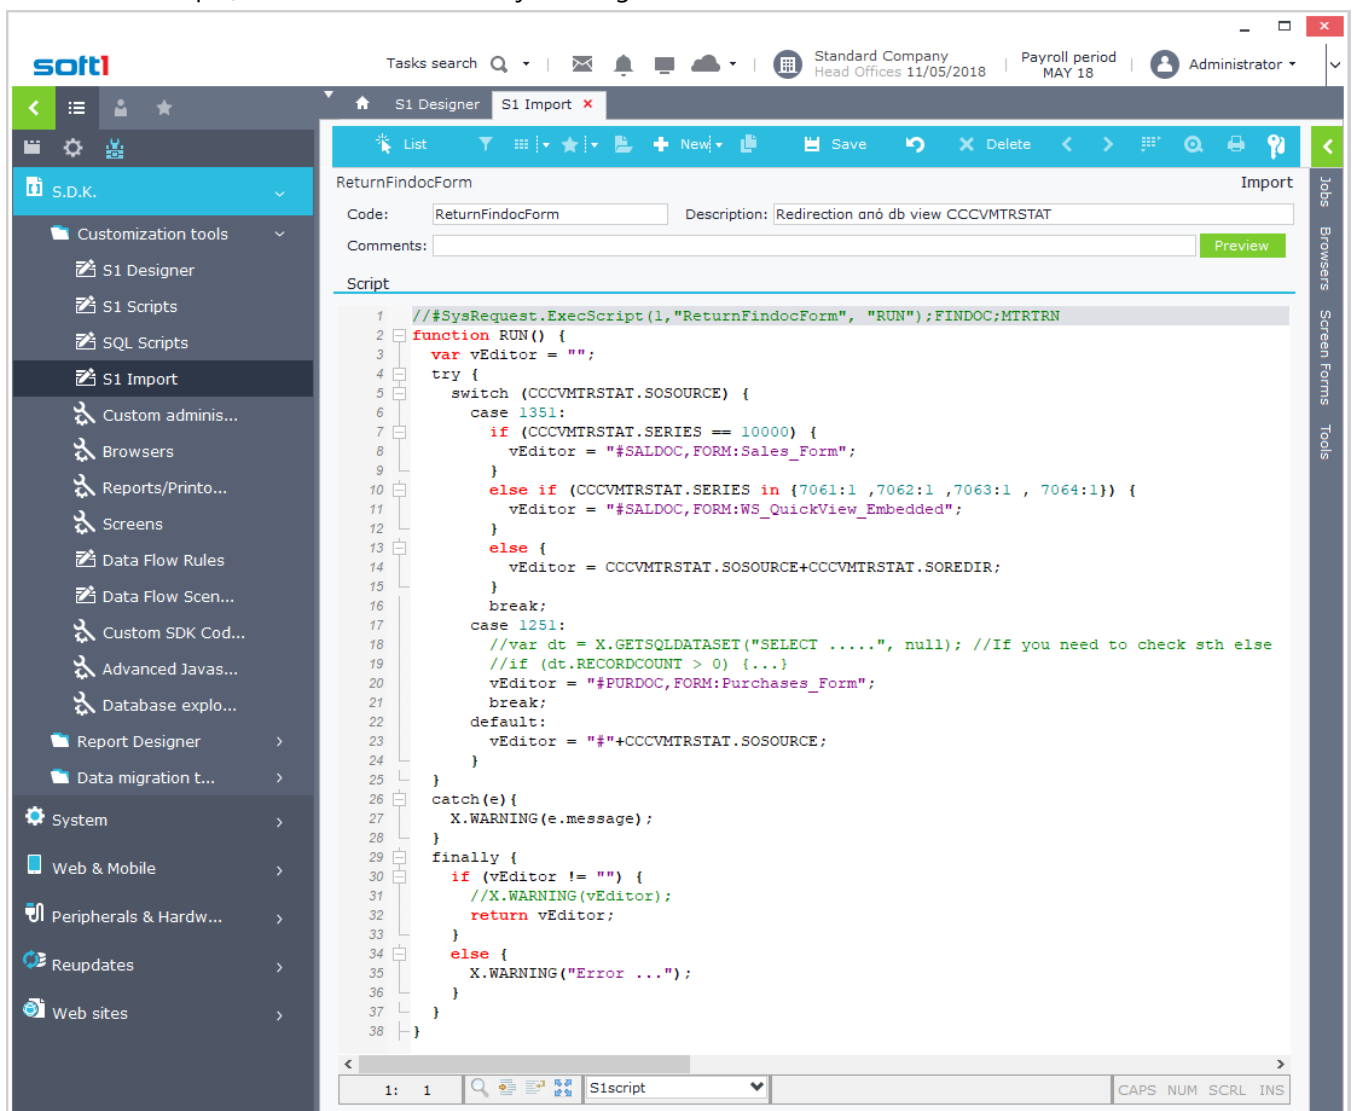 soft1
Tasks search
Standard Company
Head Offices 11/05/2018
Payroll period
MAY 18
Administrator
S1 Designer
S1 Import
List
New
Save
Delete
S.D.K.
Customization tools
S1 Designer
S1 Scripts
SQL Scripts
S1 Import
Custom adminis...
Browsers
Reports/Printo...
Screens
Data Flow Rules
Data Flow Scen...
Custom SDK Cod...
Advanced Javas...
Database explo...
Report Designer
Data migration t...
System
Web & Mobile
Peripherals & Hardw...
Reupdates
Web sites
ReturnFindocForm
Import
Code: ReturnFindocForm Description: Redirection από db view CCCVMTRSTAT
Comments: Preview
Script
1 //#SysRequest.ExecScript(1,"ReturnFindocForm", "RUN");FINDOC;MTRTRN
2 function RUN() {
3 var vEditor = "";
4 try {
5 switch (CCCVMTRSTAT.SOSOURCE) {
6 case 1351:
7 if (CCCVMTRSTAT.SERIES == 10000) {
8 vEditor = "#SALDOC,FORM:Sales_Form";
9 }
10 else if (CCCVMTRSTAT.SERIES in {7061:1 ,7062:1 ,7063:1 , 7064:1}) {
11 vEditor = "#SALDOC,FORM:WS_QuickView_Embedded";
12 }
13 else {
14 vEditor = CCCVMTRSTAT.SOSOURCE+CCCVMTRSTAT.SOREDIR;
15 }
16 break;
17 case 1251:
18 //var dt = X.GETSQLDATASET("SELECT .....", null); //If you need to check sth else
19 //if (dt.RECORDCOUNT > 0) {...}
20 vEditor = "#PURDOC,FORM:Purchases_Form";
21 break;
22 default:
23 vEditor = "#"+CCCVMTRSTAT.SOSOURCE;
24 }
25 }
26 catch(e){
27 X.WARNING(e.message);
28 }
29 finally {
30 if (vEditor != "") {
31 //X.WARNING(vEditor);
32 return vEditor;
33 }
34 else {
35 X.WARNING("Error ...");
36 }
37 }
38 }
1: 1
S1script
CAPS NUM SCRL INS
Jobs
Browsers
Screen Forms
Tools